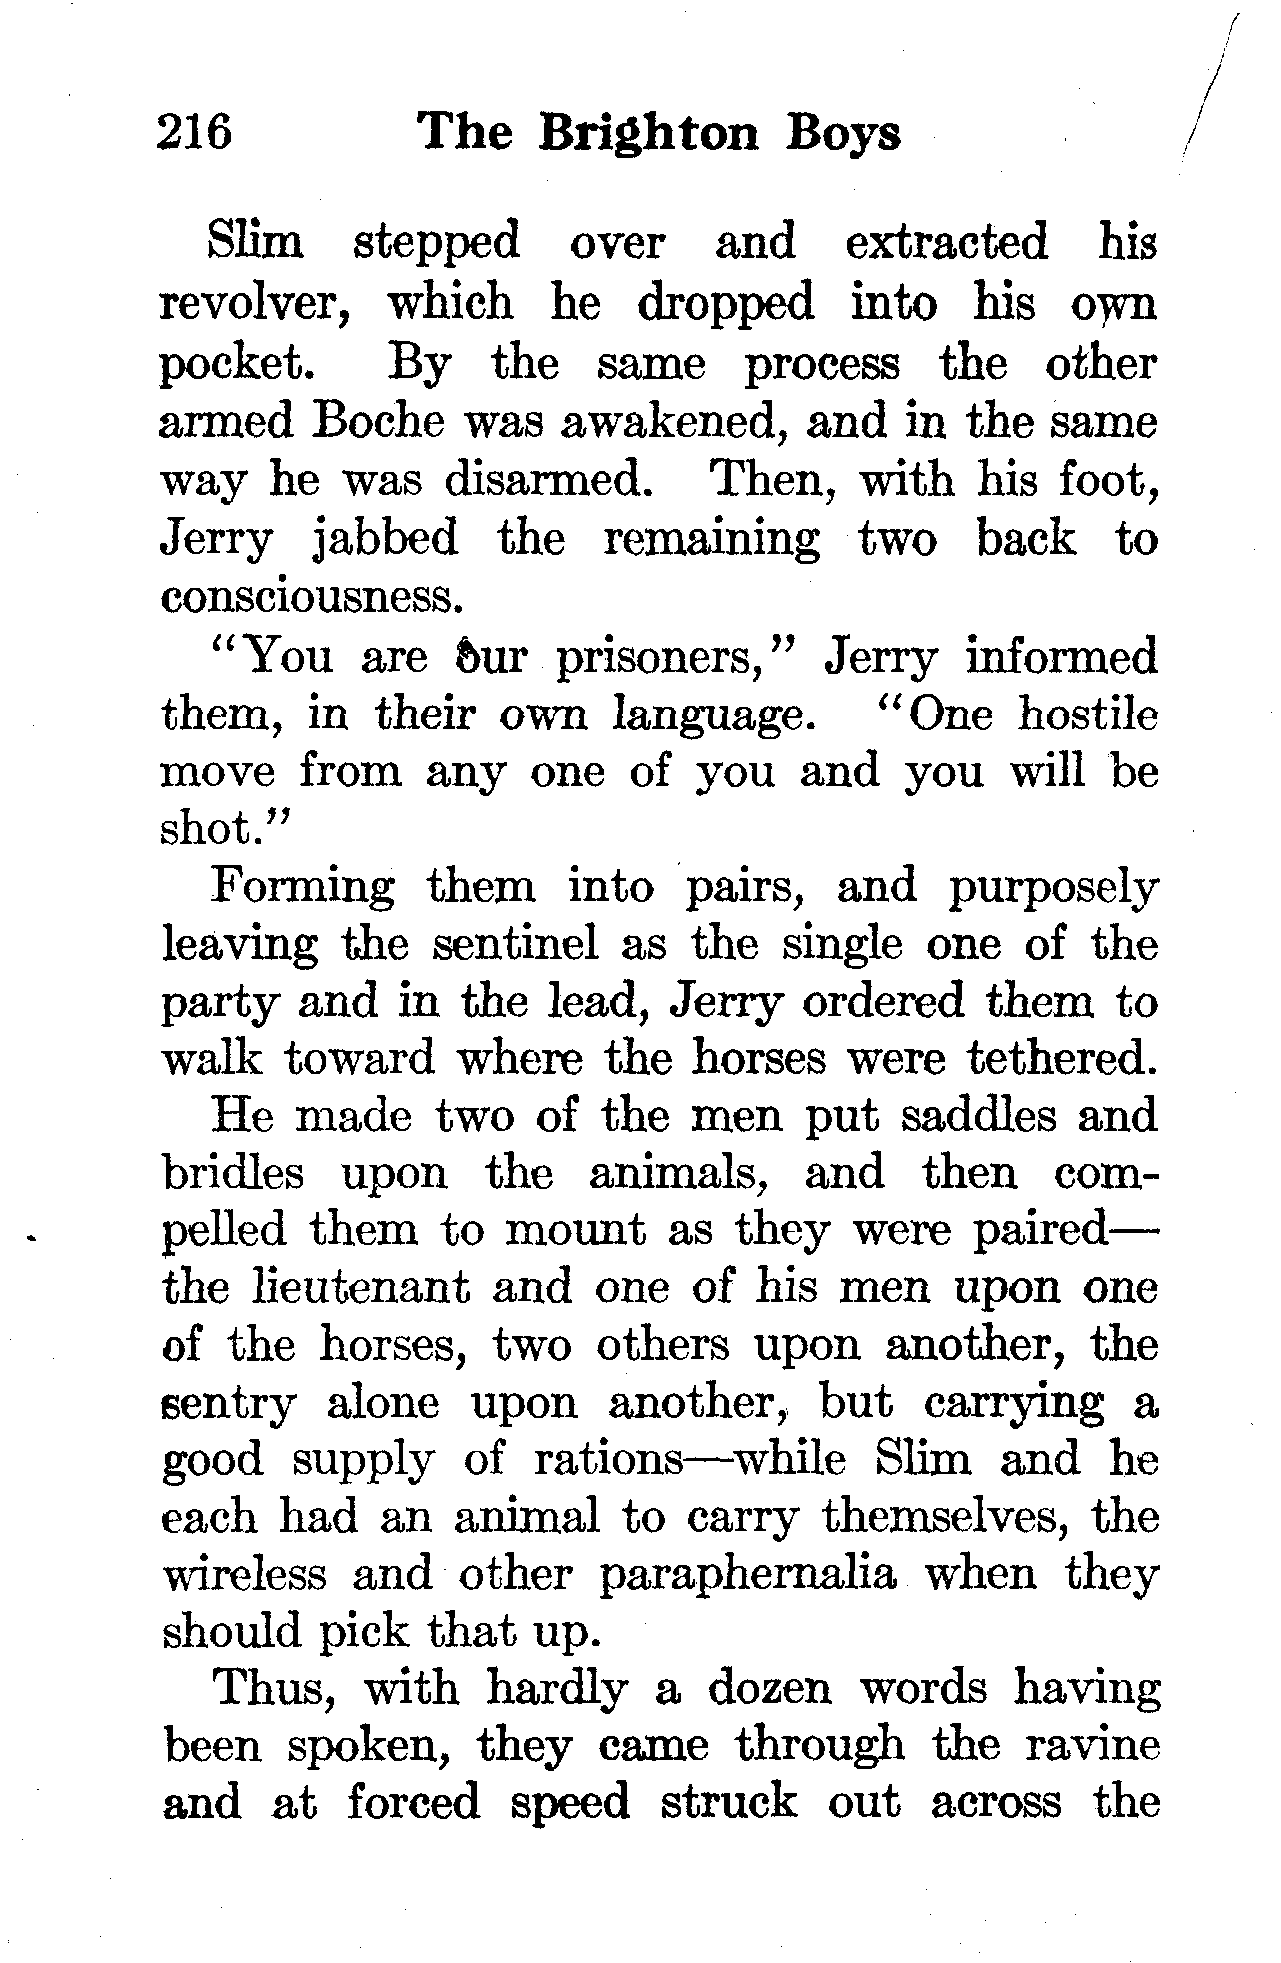 216 The Brighton Boys
Slim stepped over and extracted his
revolver, which he dropped into his own
pocket. By the same process the other
armed Boche was awakened, and in the same
way he was disarmed. Then, with his foot,
Jerry jabbed the remaining two back to
consciousness.
"You are our prisoners," Jerry informed
them, in their own language. "One hostile
move from any one of you and you will be
shot."
Forming them into pairs, and purposely
leaving the sentinel as the single one of the
party and in the lead, Jerry ordered them to
walk toward where the horses were tethered.
He made two of the men put saddles and
bridles upon the animals, and then com-
pelled them to mount as they were paired—
the lieutenant and one of his men upon one
of the horses, two others upon another, the
sentry alone upon another, but carrying a
good supply of rations—while Slim and he
each had an animal to carry themselves, the
wireless and other paraphernalia when they
should pick that up.
Thus, with hardly a dozen words having
been spoken, they came through the ravine
and at forced speed struck out across the